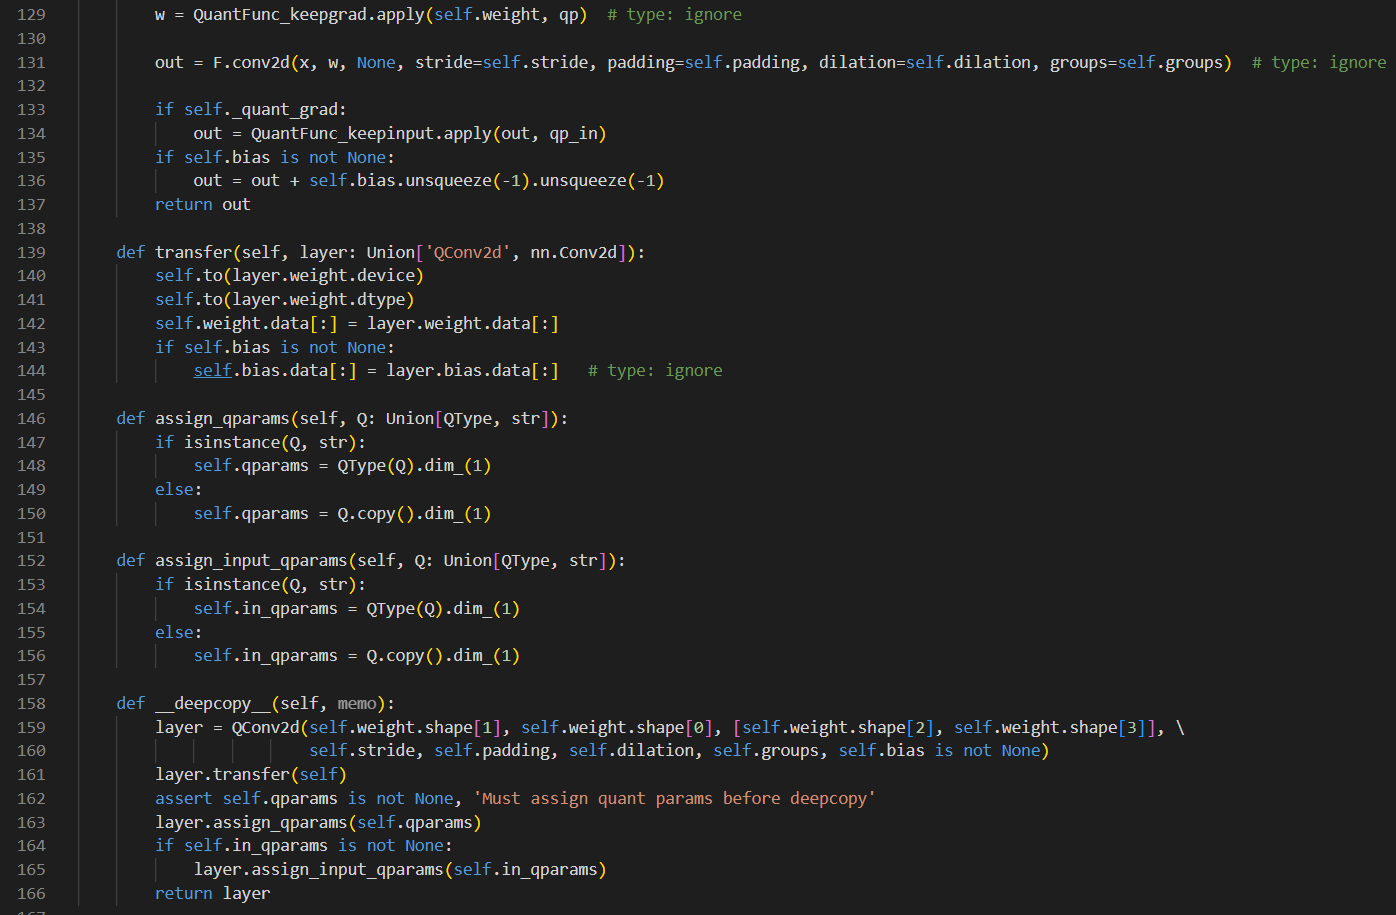 129 w = QuantFunc_keepgrad.apply(self.weight, qp)  # type: ignore
130
131 out = F.conv2d(x, w, None, stride=self.stride, padding=self.padding, dilation=self.dilation, groups=self.groups)  # type: ignore
132
133 if self._quant_grad:
134     out = QuantFunc_keepinput.apply(out, qp_in)
135 if self.bias is not None:
136     out = out + self.bias.unsqueeze(-1).unsqueeze(-1)
137 return out
138
139 def transfer(self, layer: Union['QConv2d', nn.Conv2d]):
140     self.to(layer.weight.device)
141     self.to(layer.weight.dtype)
142     self.weight.data[:] = layer.weight.data[:]
143     if self.bias is not None:
144         self.bias.data[:] = layer.bias.data[:]   # type: ignore
145
146 def assign_qparams(self, Q: Union[QType, str]):
147     if isinstance(Q, str):
148         self.qparams = QType(Q).dim_(1)
149     else:
150         self.qparams = Q.copy().dim_(1)
151
152 def assign_input_qparams(self, Q: Union[QType, str]):
153     if isinstance(Q, str):
154         self.in_qparams = QType(Q).dim_(1)
155     else:
156         self.in_qparams = Q.copy().dim_(1)
157
158 def __deepcopy__(self, memo):
159     layer = QConv2d(self.weight.shape[1], self.weight.shape[0], [self.weight.shape[2], self.weight.shape[3]], \
160                     self.stride, self.padding, self.dilation, self.groups, self.bias is not None)
161     layer.transfer(self)
162     assert self.qparams is not None, 'Must assign quant params before deepcopy'
163     layer.assign_qparams(self.qparams)
164     if self.in_qparams is not None:
165         layer.assign_input_qparams(self.in_qparams)
166     return layer